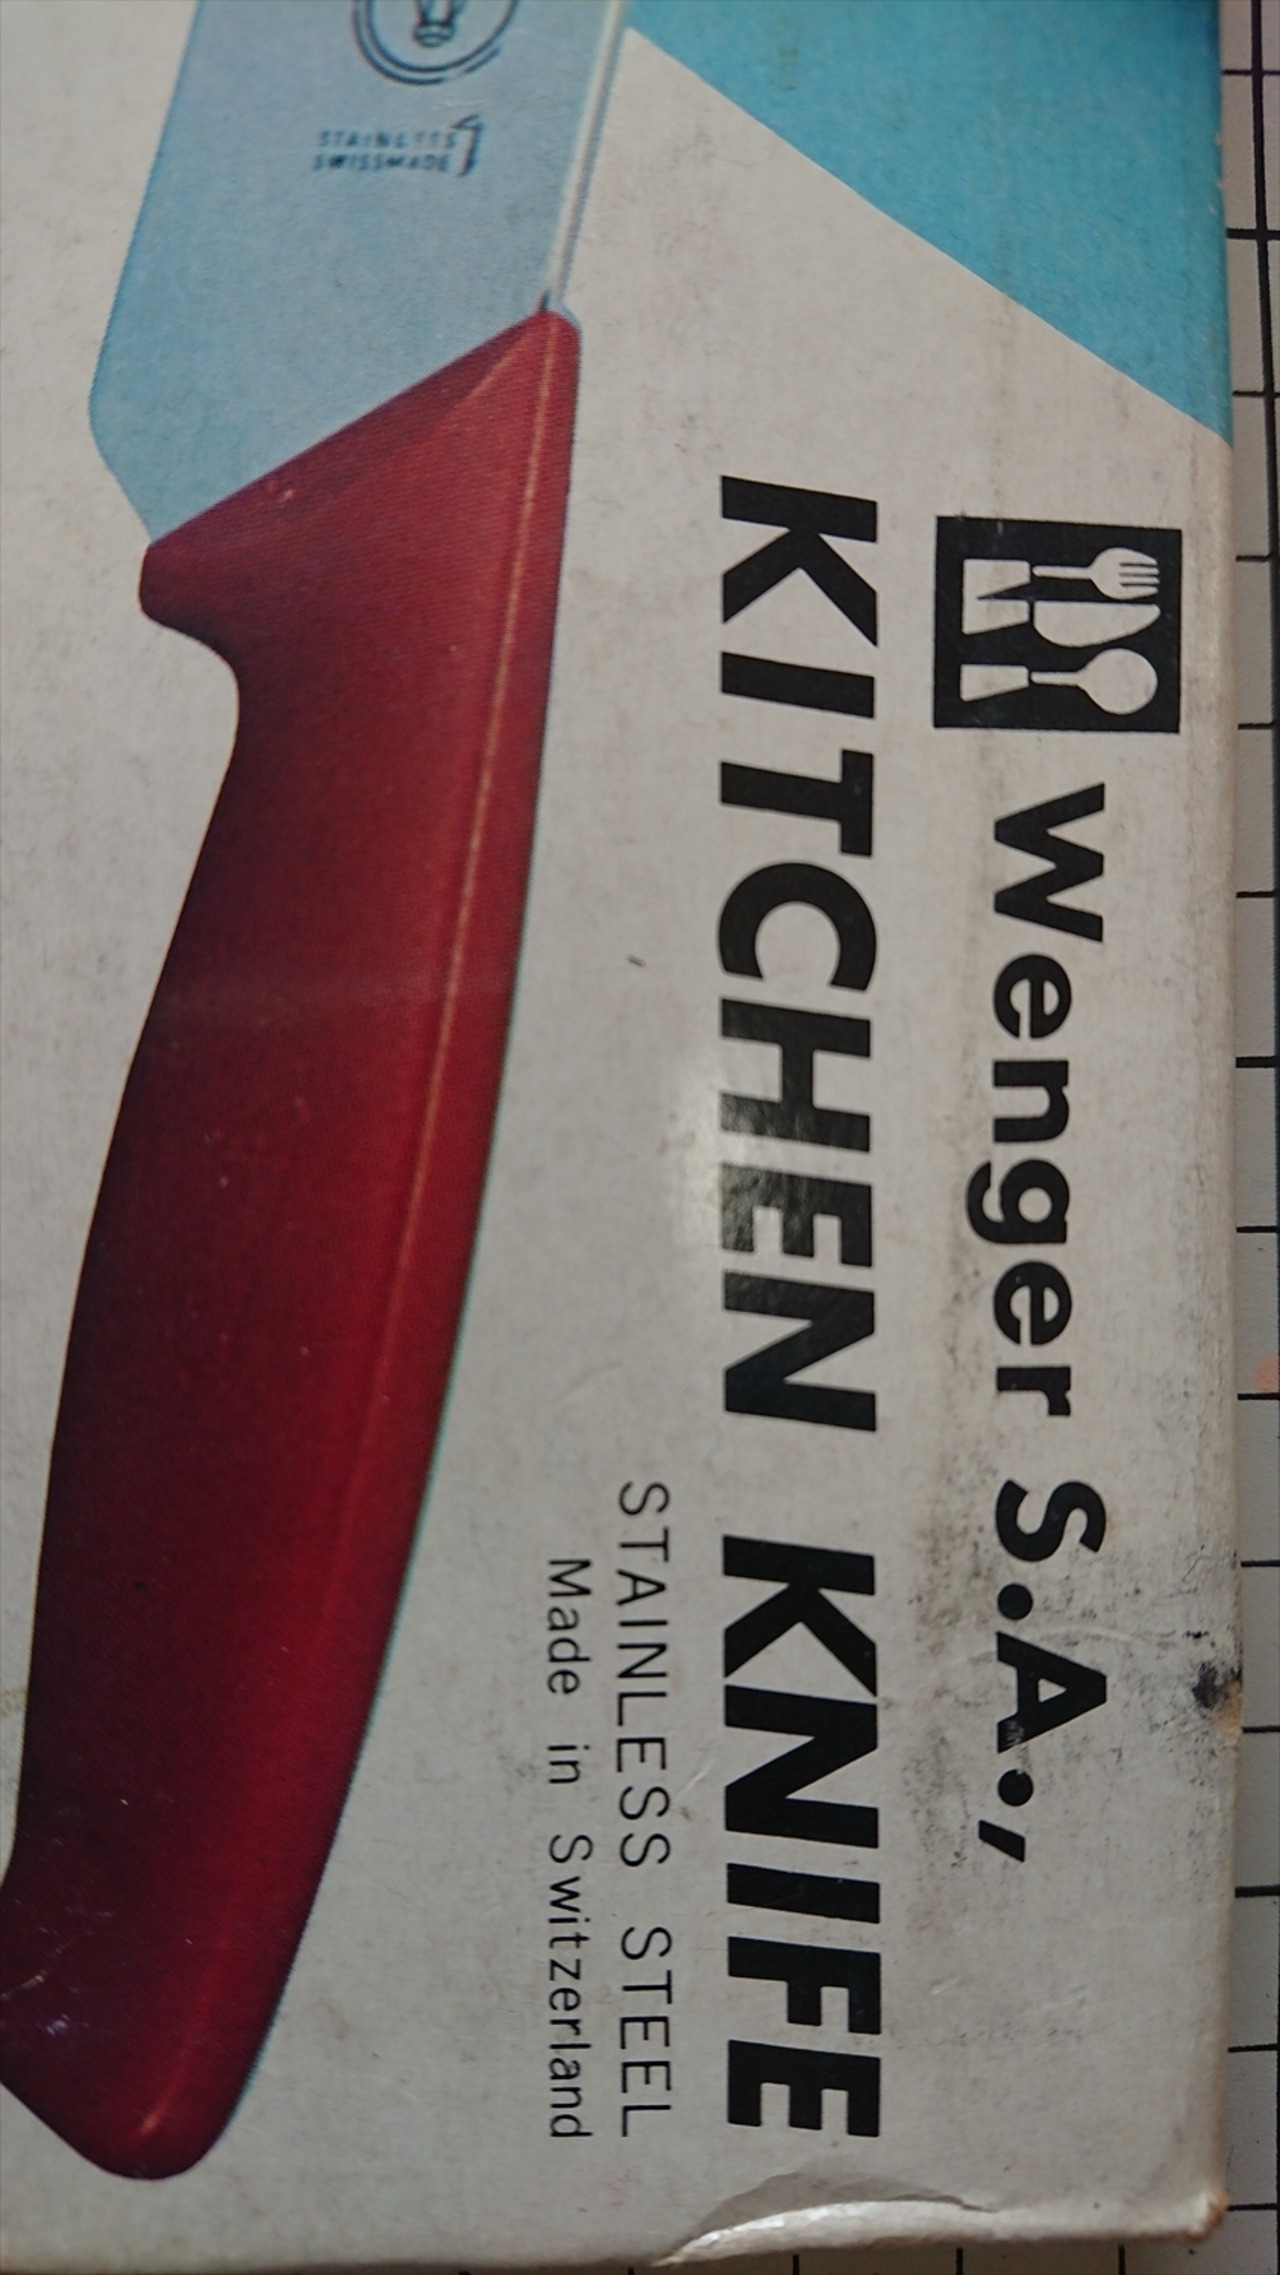 Wenger S.A.,
KITCHEN KNIFE
STAINLESS STEEL
Made in Switzerland
STAINLESS
SWISSMADE